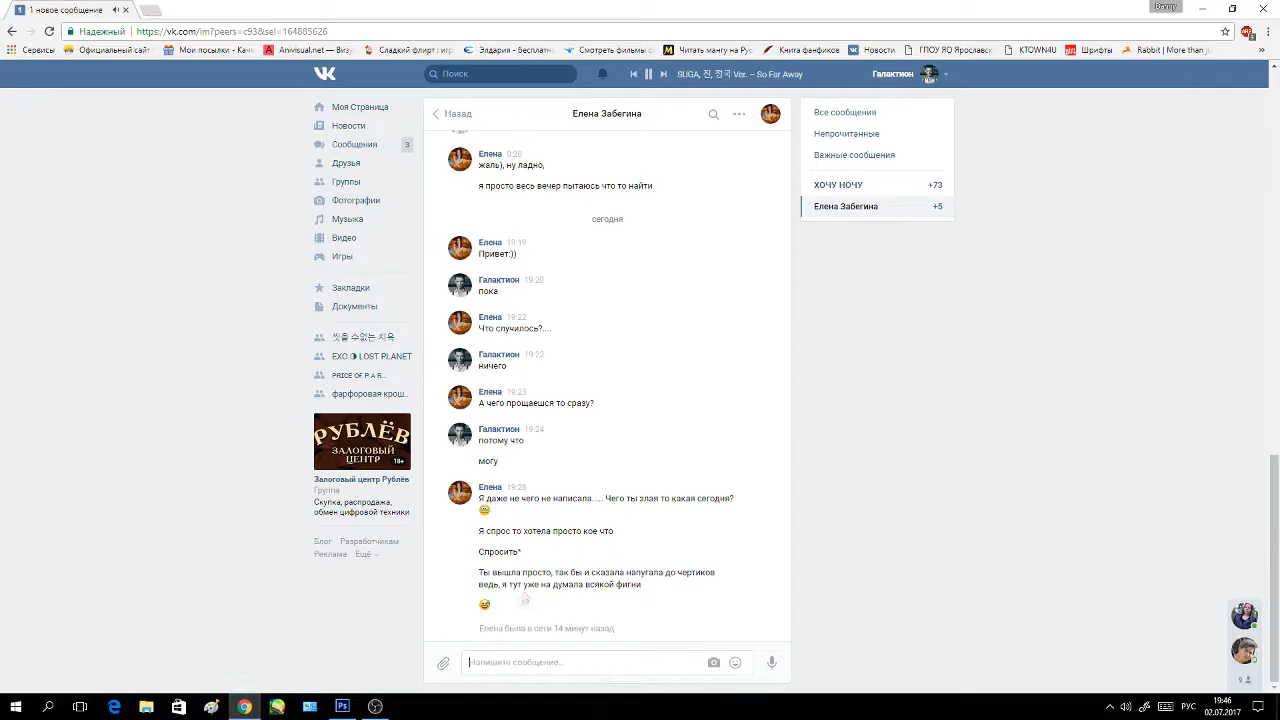 1 новое сообщение
Denny
Надежный
https://vk.com/im?peers=c93&sel=164885626
Сервисы
Официальный сайт
Мои посылки - Кана
Anivisual.net — Визу
Сладкий флирт: игр
Элдария - бесплатна
Смотреть фильмы с
Читать мангу на Рус
Книга фанфиков
Новости
ГПОУ ЯО Ярославск
KTOWN4U
Шрифты
Rabbit | More than ju
Поиск
SUGA, 진, 정국 Ver. – So Far Away
Галактион
Моя Страница
Новости
Сообщения
3
Друзья
Группы
Фотографии
Музыка
Видео
Игры
Закладки
Документы
씻을 수없는 치욕
EXO ◑ LOST PLANET
PRICE OF P A R..
фарфоровая крош..
РУБЛЁВ
ЗАЛОГОВЫЙ
ЦЕНТР
18+
Залоговый центр Рублёв
Группа
Скупка, распродажа,
обмен цифровой техники
Блог Разработчикам
Реклама Ещё
Назад
Елена Забегина
Елена 0:20
жаль), ну ладно,
я просто весь вечер пытаюсь что то найти
сегодня
Елена 19:19
Привет:))
Галактион 19:20
пока
Елена 19:22
Что случилось?....
Галактион 19:22
ничего
Елена 19:23
А чего прощаешся то сразу?
Галактион 19:24
потому что
могу
Елена 19:26
Я даже не чего не написала..... Чего ты злая то какая сегодня?
Я спрос то хотела просто кое что
Спросить*
Ты вышла просто, так бы и сказала напугала до чертиков
ведь, я тут уже на думала всякой фигни
Елена была в сети 14 минут назад
Напишите сообщение...
Все сообщения
Непрочитанные
Важные сообщения
ХОЧУ НОЧУ +73
Елена Забегина +5
9
РУС
19:46
02.07.2017